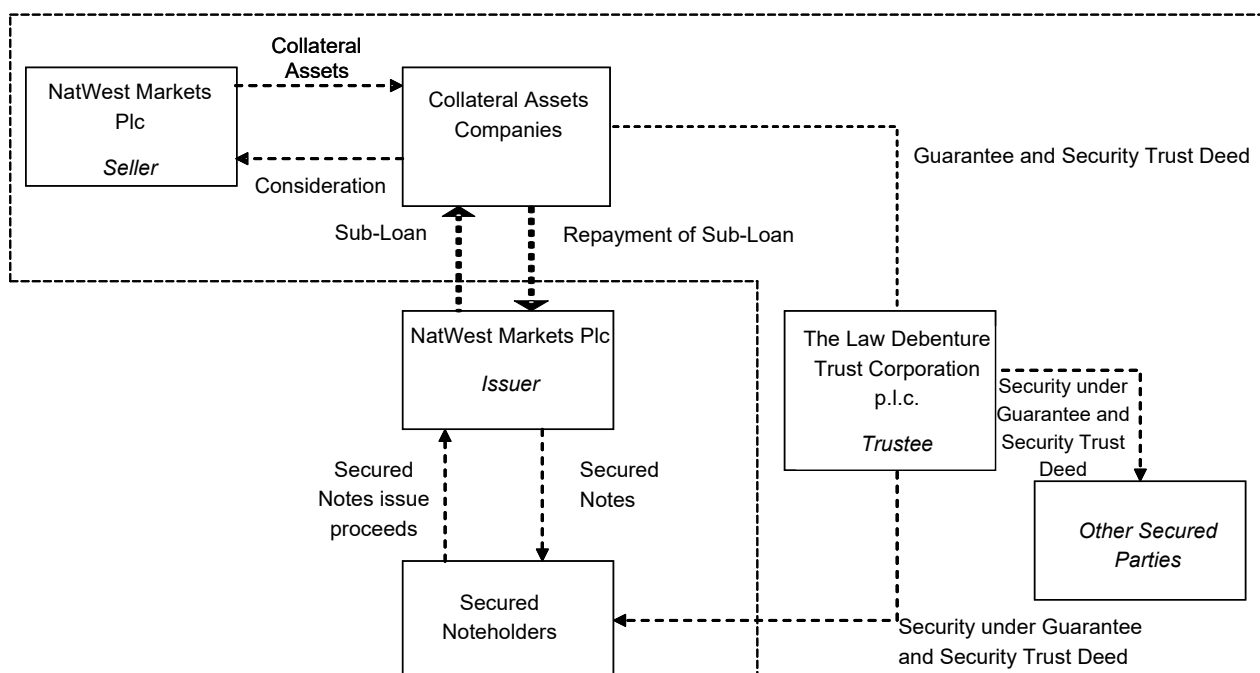 Collateral
Assets
NatWest Markets
Plc
Seller
Collateral Assets
Companies
Consideration
Guarantee and Security Trust Deed
Sub-Loan
Repayment of Sub-Loan
NatWest Markets Plc
Issuer
The Law Debenture
Trust Corporation
p.l.c.
Trustee
Security under
Guarantee and
Security Trust
Deed
Secured
Notes issue
proceeds
Secured
Notes
Other Secured
Parties
Secured
Noteholders
Security under Guarantee
and Security Trust Deed